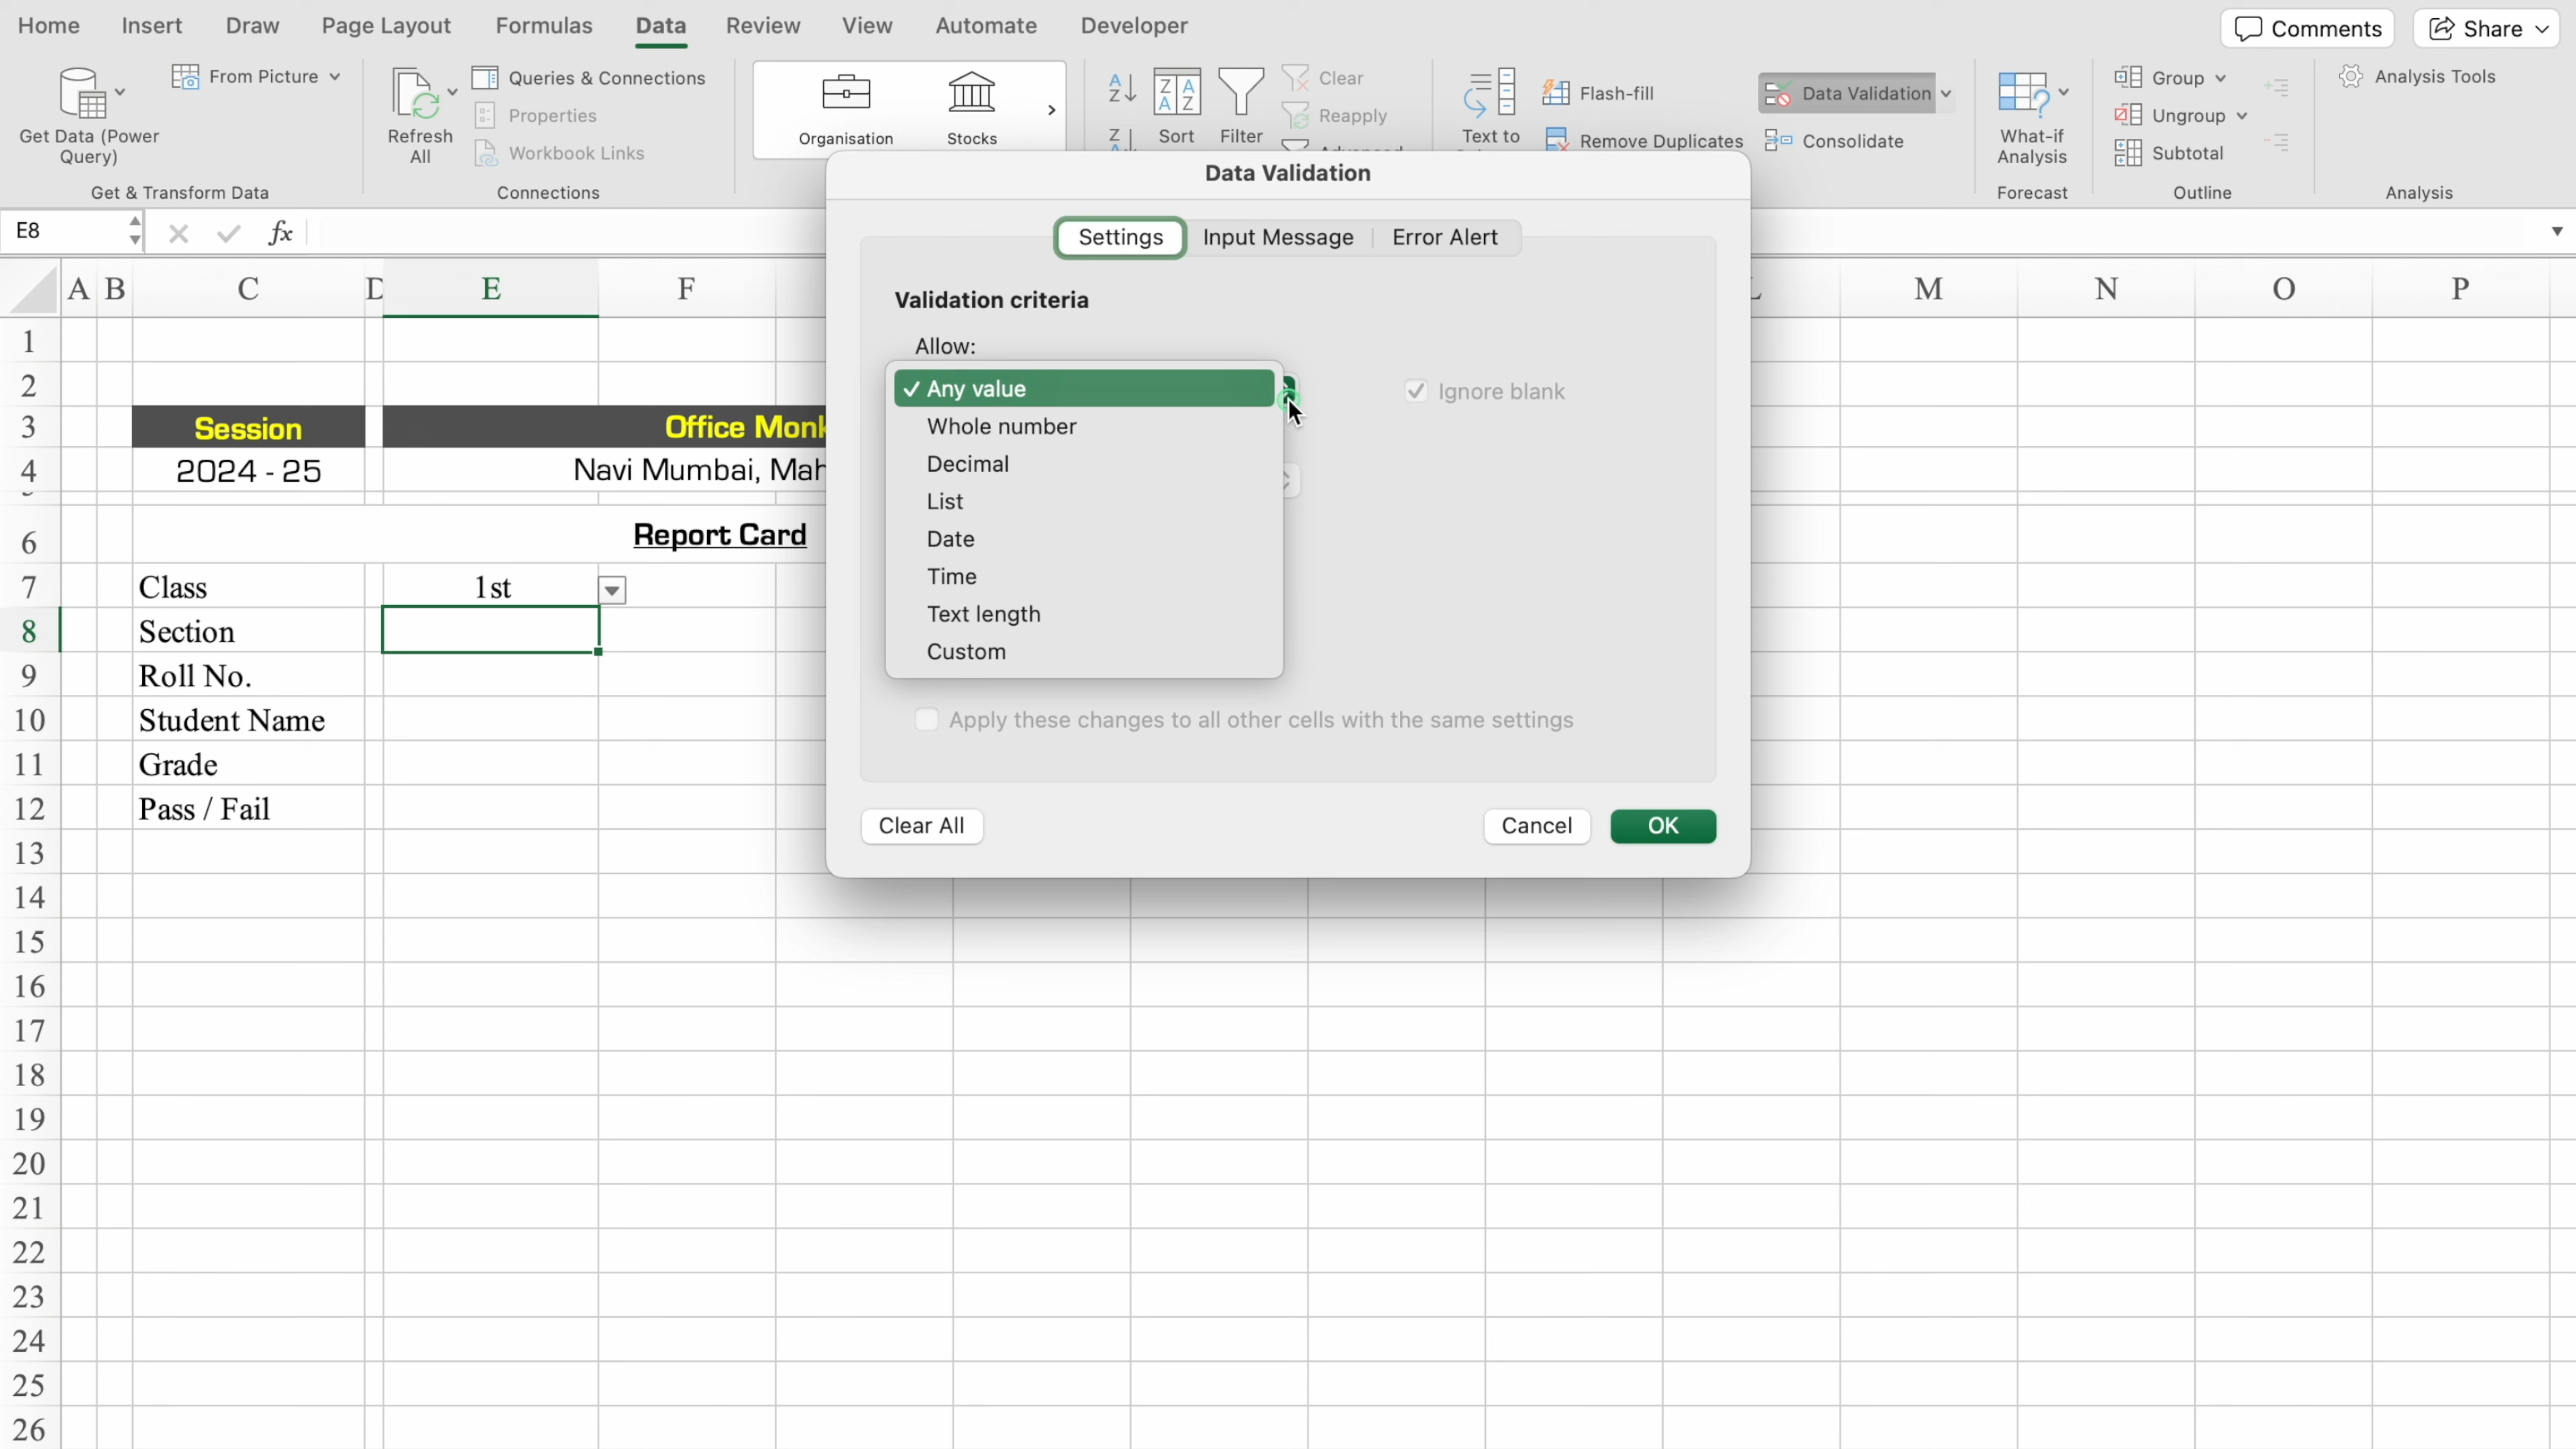 Home Insert Draw Page Layout Formulas Data Review View Automate Developer Comments Share
From Picture Queries & Connections Clear Group Analysis Tools
Flash-fill Data Validation
Properties Reapply Ungroup
Get Data (Power Query) Refresh All Organisation Stocks Sort Filter Text to Remove Duplicates Consolidate What-if Analysis
Workbook Links Subtotal
Get & Transform Data Connections Forecast Outline Analysis
Data Validation
E8 fx
Settings Input Message Error Alert
A B C D E F M N O P
Validation criteria
Allow:
Any value
Ignore blank
Whole number
Decimal
List
Date
Time
Text length
Custom
Apply these changes to all other cells with the same settings
Clear All Cancel OK
1
2
3 Session Office Monk
4 2024 - 25 Navi Mumbai, Mah
6 Report Card
7 Class 1st
8 Section
9 Roll No.
10 Student Name
11 Grade
12 Pass / Fail
13
14
15
16
17
18
19
20
21
22
23
24
25
26